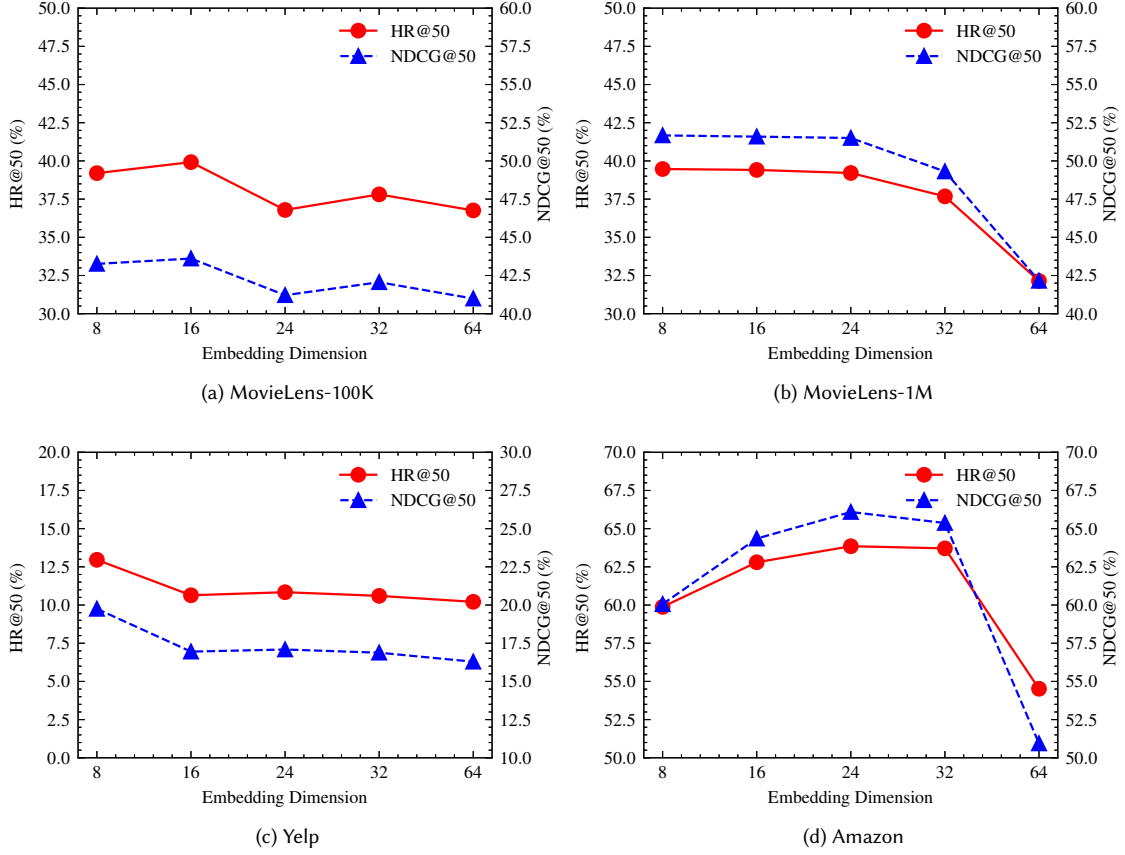 50.0 60.0
47.5 57.5
45.0 55.0
42.5 52.5
40.0 50.0
37.5 47.5
35.0 45.0
32.5 42.5
30.0 40.0
HR@50 (%)
NDCG@50 (%)
HR@50
NDCG@50
8 16 24 32 64
Embedding Dimension
(a) MovieLens-100K
50.0 60.0
47.5 57.5
45.0 55.0
42.5 52.5
40.0 50.0
37.5 47.5
35.0 45.0
32.5 42.5
30.0 40.0
HR@50 (%)
NDCG@50 (%)
HR@50
NDCG@50
8 16 24 32 64
Embedding Dimension
(b) MovieLens-1M
20.0 30.0
17.5 27.5
15.0 25.0
12.5 22.5
10.0 20.0
7.5 17.5
5.0 15.0
2.5 12.5
0.0 10.0
HR@50 (%)
NDCG@50 (%)
HR@50
NDCG@50
8 16 24 32 64
Embedding Dimension
(c) Yelp
70.0 70.0
67.5 67.5
65.0 65.0
62.5 62.5
60.0 60.0
57.5 57.5
55.0 55.0
52.5 52.5
50.0 50.0
HR@50 (%)
NDCG@50 (%)
HR@50
NDCG@50
8 16 24 32 64
Embedding Dimension
(d) Amazon